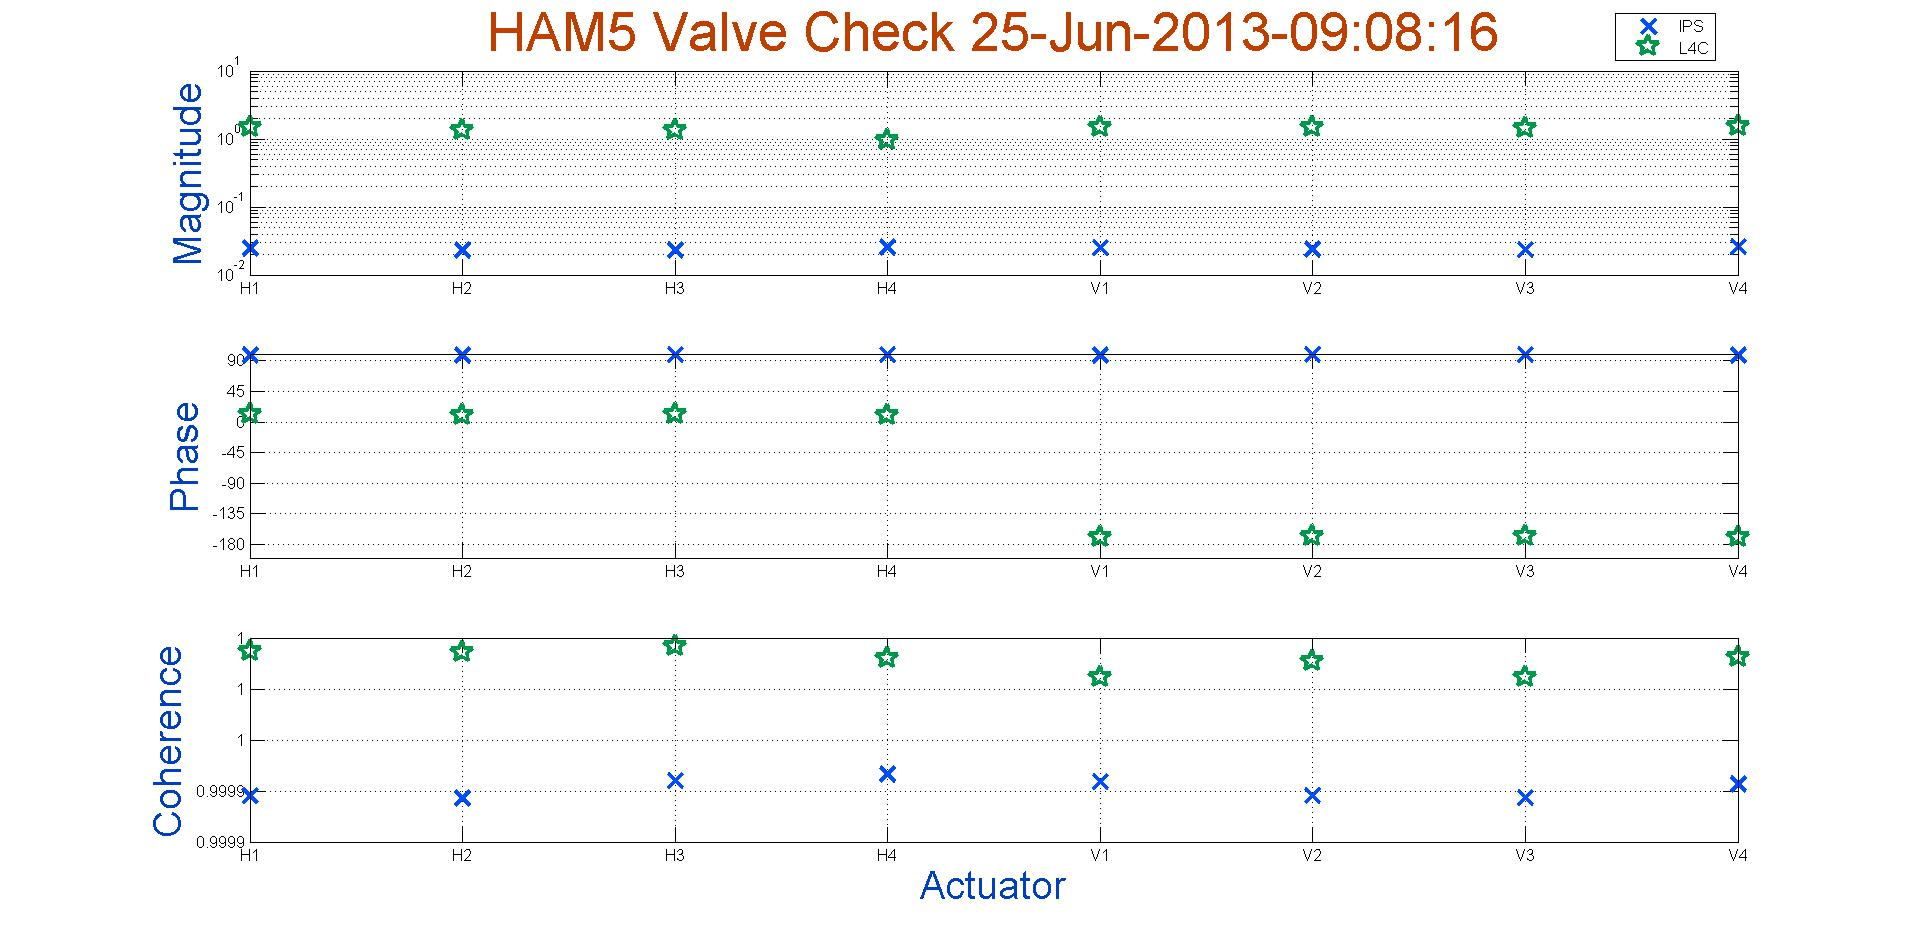 HAM5 Valve Check 25-Jun-2013-09:08:16
IPS
L4C
Magnitude
10^1
10^0
10^-1
10^-2
H1 H2 H3 H4 V1 V2 V3 V4
Phase
90
45
0
-45
-90
-135
-180
H1 H2 H3 H4 V1 V2 V3 V4
Coherence
1
1
1
0.9999
0.9999
H1 H2 H3 H4 V1 V2 V3 V4
Actuator